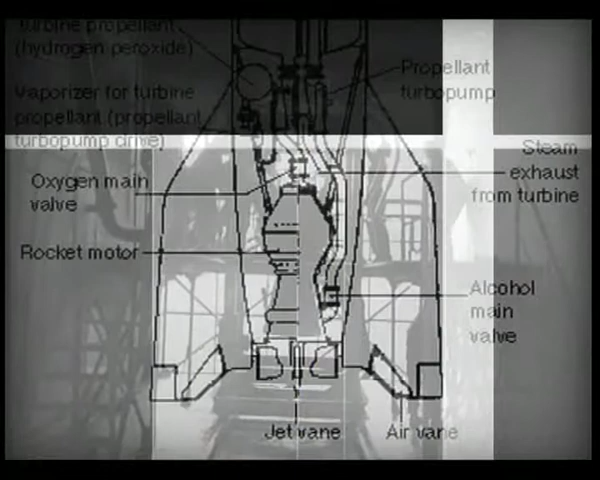 turbine propellant
(hydrogen peroxide)
Propellant
turbopump
Vaporizer for turbine
propellant (propellant
turbopump drive)
Steam
exhaust
from turbine
Oxygen main
valve
Rocket motor
Alcohol
main
valve
Jet vane
Air vane